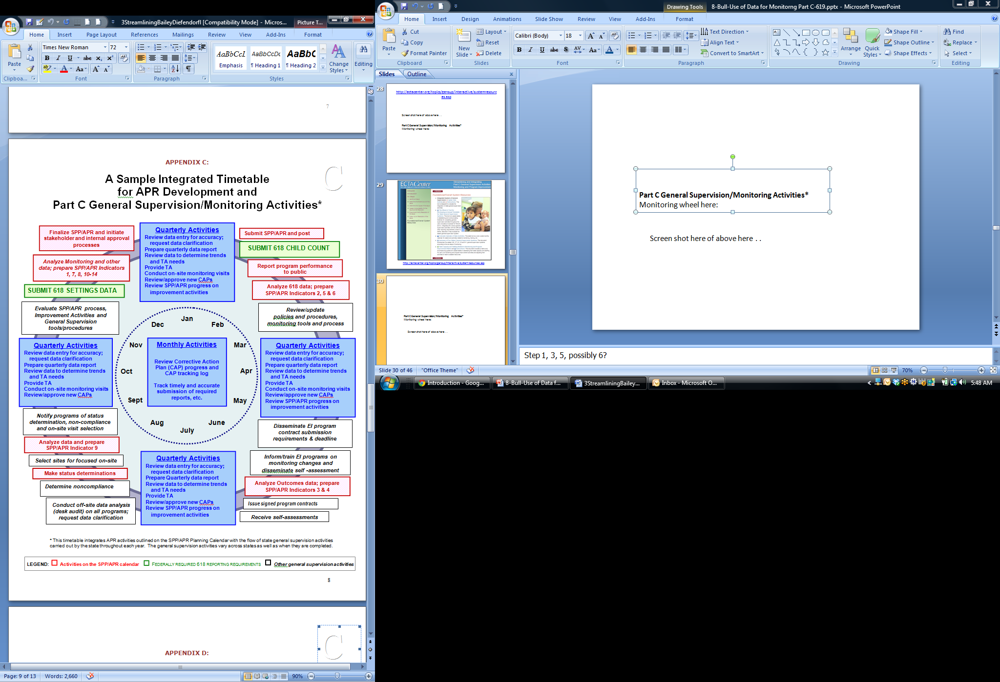 3StreamliningBaileyDiefendorfI [Compatibility Mode] - Micros...
Picture T...
Home
Insert
Page Layout
References
Mailings
Review
View
Add-Ins
Format
Paste
Times New Roman
72
AaBbCcL
AaBbCcDc
AaBbC
Emphasis
¶ Heading 1
¶ Heading 2
Change
Styles
Editing
Clipboa...
Font
Paragraph
Styles
7
APPENDIX C:
C
A Sample Integrated Timetable
for APR Development and
Part C General Supervision/Monitoring Activities*
Finalize SPP/APR and initiate
stakeholder and internal approval
processes
Analyze Monitoring and other
data; prepare SPP/APR Indicators
1, 7, 8, 10-14
SUBMIT 618 SETTINGS DATA
Evaluate SPP/APR process,
Improvement Activities and
General Supervision
tools/procedures
Quarterly Activities
Review data entry for accuracy;
request data clarification
Prepare quarterly data report
Review data to determine trends
and TA needs
Provide TA
Conduct on-site monitoring visits
Review/approve new CAPs
Review SPP/APR progress on
improvement activities
Submit SPP/APR and post
SUBMIT 618 CHILD COUNT
Report program performance
to public
Analyze 618 data; prepare
SPP/APR Indicators 2, 5 & 6
Review/update
policies and procedures,
monitoring tools and process
Jan
Feb
Mar
Apr
May
June
July
Aug
Sept
Oct
Nov
Dec
Monthly Activities
Review Corrective Action
Plan (CAP) progress and
CAP tracking log
Track timely and accurate
submission of required
reports, etc.
Quarterly Activities
Review data entry for accuracy;
request data clarification
Prepare quarterly data report
Review data to determine trends
and TA needs
Provide TA
Conduct on-site monitoring visits
Review/approve new CAPs
Quarterly Activities
Review data entry for accuracy;
request data clarification
Prepare quarterly data report
Review data to determine trends
and TA needs
Provide TA
Conduct on-site monitoring visits
Review/approve new CAPs
Review SPP/APR progress on
improvement activities
Notify programs of status
determination, non-compliance
and on-site visit selection
Analyze data and prepare
SPP/APR Indicator 9
Select sites for focused on-site
Make status determinations
Determine noncompliance
Conduct off-site data analysis
(desk audit) on all programs;
request data clarification
Quarterly Activities
Review data entry for accuracy;
request data clarification
Prepare Quarterly data report
Review data to determine trends
and TA needs
Provide TA
Review/approve new CAPs
Review SPP/APR progress on
improvement activities
Disseminate EI program
contract submission
requirements & deadline
Inform/train EI programs on
monitoring changes and
disseminate self -assessment
Analyze Outcomes data; prepare
SPP/APR Indicators 3 & 4
Issue signed program contracts
Receive self-assessments
* This timetable integrates APR activities outlined on the SPP/APR Planning Calendar with the flow of state general supervision activities
carried out by the state throughout each year. The general supervision activities vary across states as well as when they are completed.
LEGEND: Activities on the SPP/APR calendar FEDERALLY REQUIRED 618 REPORTING REQUIREMENTS Other general supervision activities
8
C
APPENDIX D:
Page: 9 of 13
Words: 2,660
90%
Drawing Tools
8-Bull-Use of Data for Monitorng Part C-619.pptx - Microsoft PowerPoint
Home
Insert
Design
Animations
Slide Show
Review
View
Add-Ins
Format
Paste
Cut
Copy
Format Painter
New
Slide
Layout
Reset
Delete
Calibri (Body)
18
Text Direction
Align Text
Convert to SmartArt
Arrange
Quick
Styles
Shape Fill
Shape Outline
Shape Effects
Find
Replace
Select
Clipboard
Slides
Font
Paragraph
Drawing
Editing
Slides
Outline
28
http://ectacenter.org/topics/gensup/interactive/systemresourc
es.asp
Screen shot here of above here . .
Part C General Supervision/Monitoring Activities*
Monitoring wheel here:
29
ECTACenter
Streamlining and Integrating
Part C General Supervision Activities
Monitoring and Program Improvement
Foundations/Overall System Resources
http://ectacenter.org/topics/gensup/interactive/systemresources.asp
30
Part C General Supervision/Monitoring Activities*
Monitoring wheel here:
Screen shot here of above here . .
Part C General Supervision/Monitoring Activities*
Monitoring wheel here:
Screen shot here of above here . .
Step 1, 3, 5, possibly 6?
Slide 30 of 46
"Office Theme"
70%
Introduction - Goog...
8-Bull-Use of Data f...
3StreamliningBailey...
Inbox - Microsoft O...
5:48 AM